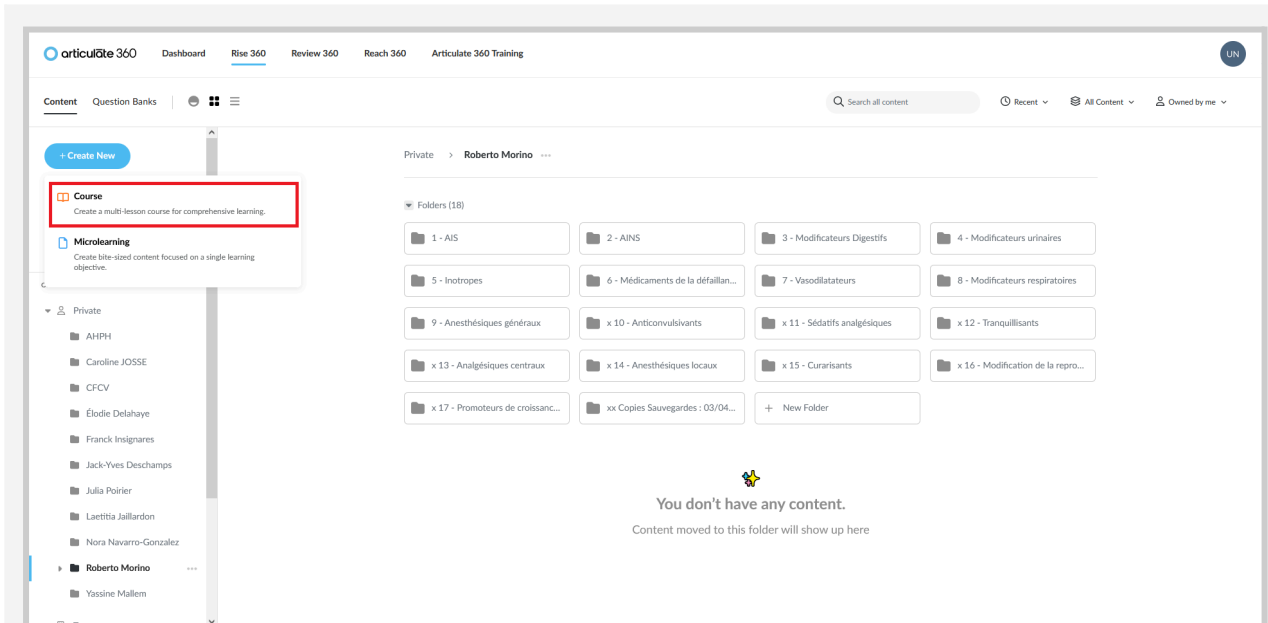 articulate 360 Dashboard Rise 360 Review 360 Reach 360 Articulate 360 Training UN
Content Question Banks Search all content Recent All Content Owned by me
+ Create New
Course
Create a multi-lesson course for comprehensive learning.
Microlearning
Create bite-sized content focused on a single learning
objective.
Private
AHPH
Caroline JOSSE
CFCV
Élodie Delahaye
Franck Insignares
Jack-Yves Deschamps
Julia Poirier
Laetitia Jaillardon
Nora Navarro-Gonzalez
Roberto Morino ...
Yassine Mallem
Private > Roberto Morino ...
Folders (18)
1 - AIS 2 - AINS 3 - Modificateurs Digestifs 4 - Modificateurs urinaires
5 - Inotropes 6 - Médicaments de la défaillan... 7 - Vasodilatateurs 8 - Modificateurs respiratoires
9 - Anesthésiques généraux x 10 - Anticonvulsivants x 11 - Sédatifs analgésiques x 12 - Tranquillisants
x 13 - Analgésiques centraux x 14 - Anesthésiques locaux x 15 - Curarisants x 16 - Modification de la repro...
x 17 - Promoteurs de croissanc... xx Copies Sauvegardes : 03/04... + New Folder
You don't have any content.
Content moved to this folder will show up here